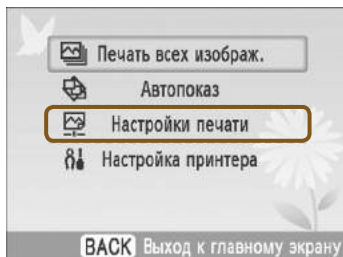 Печать всех изображ.
Автопоказ
Настройки печати
Настройка принтера
BACK Выход к главному экрану